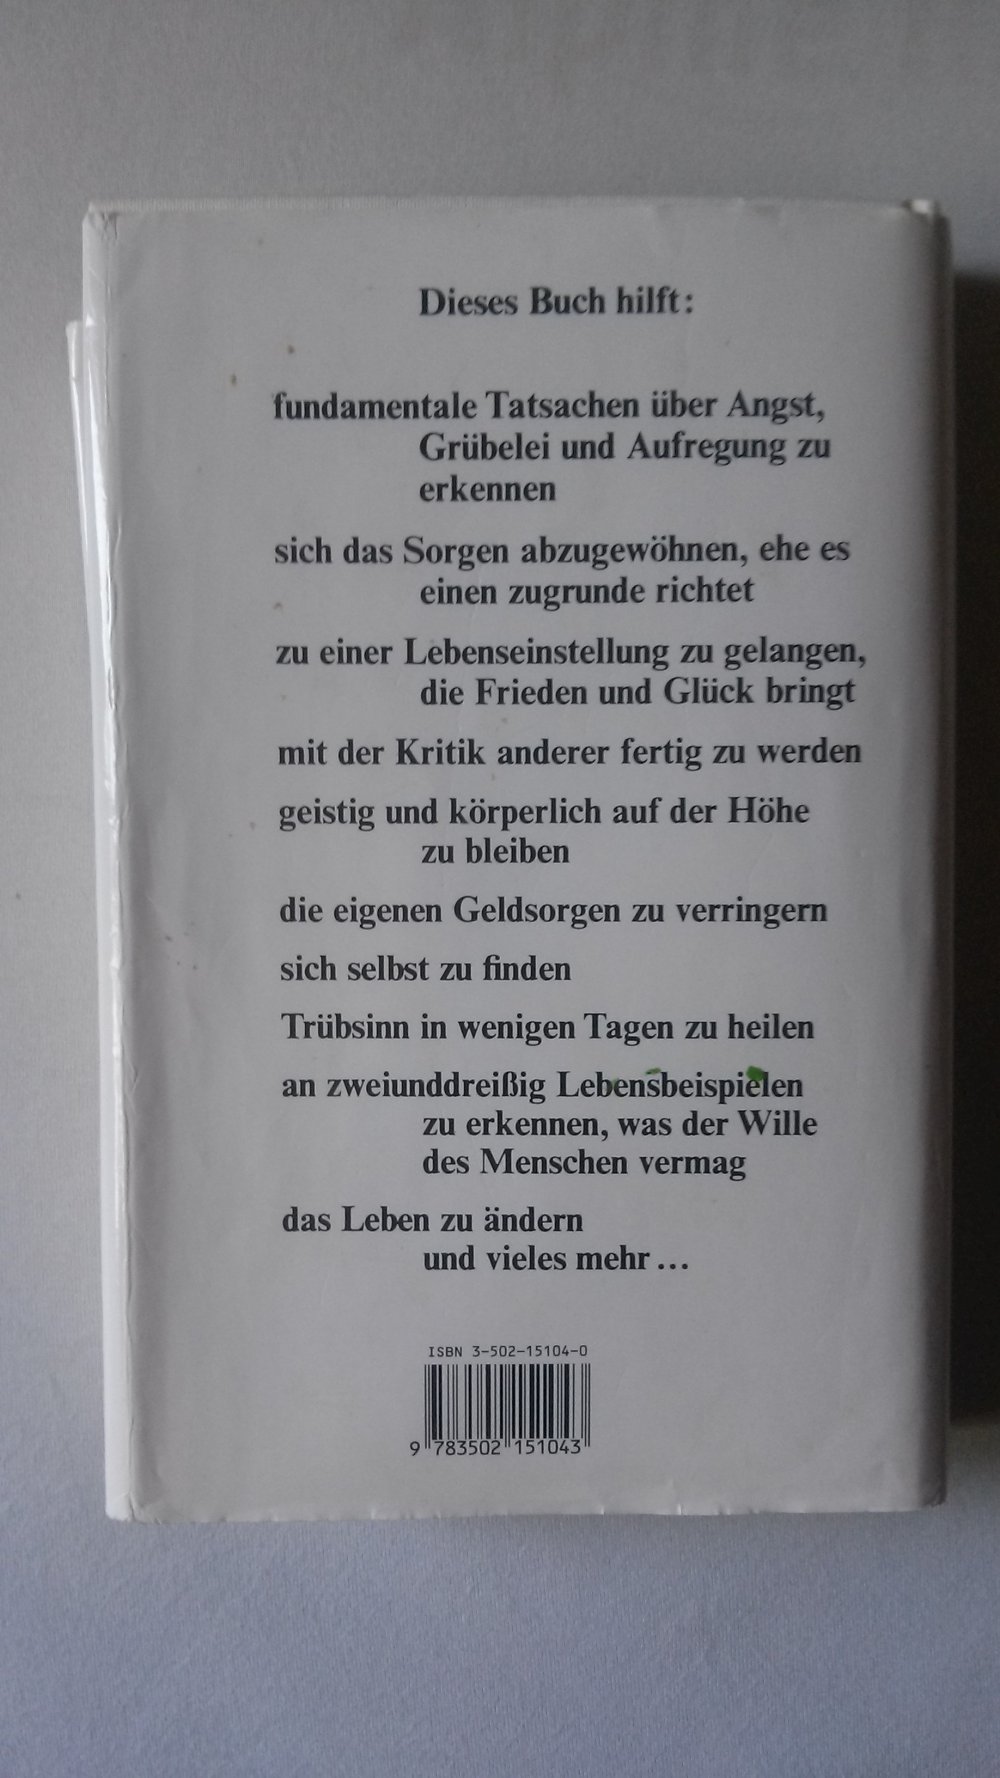 Dieses Buch hilft:
fundamentale Tatsachen über Angst,
Grübelei und Aufregung zu
erkennen
sich das Sorgen abzugewöhnen, ehe es
einen zugrunde richtet
zu einer Lebenseinstellung zu gelangen,
die Frieden und Glück bringt
mit der Kritik anderer fertig zu werden
geistig und körperlich auf der Höhe
zu bleiben
die eigenen Geldsorgen zu verringern
sich selbst zu finden
Trübsinn in wenigen Tagen zu heilen
an zweiunddreißig Lebensbeispielen
zu erkennen, was der Wille
des Menschen vermag
das Leben zu ändern
und vieles mehr ...
ISBN 3-502-15104-0
9 783502 151043